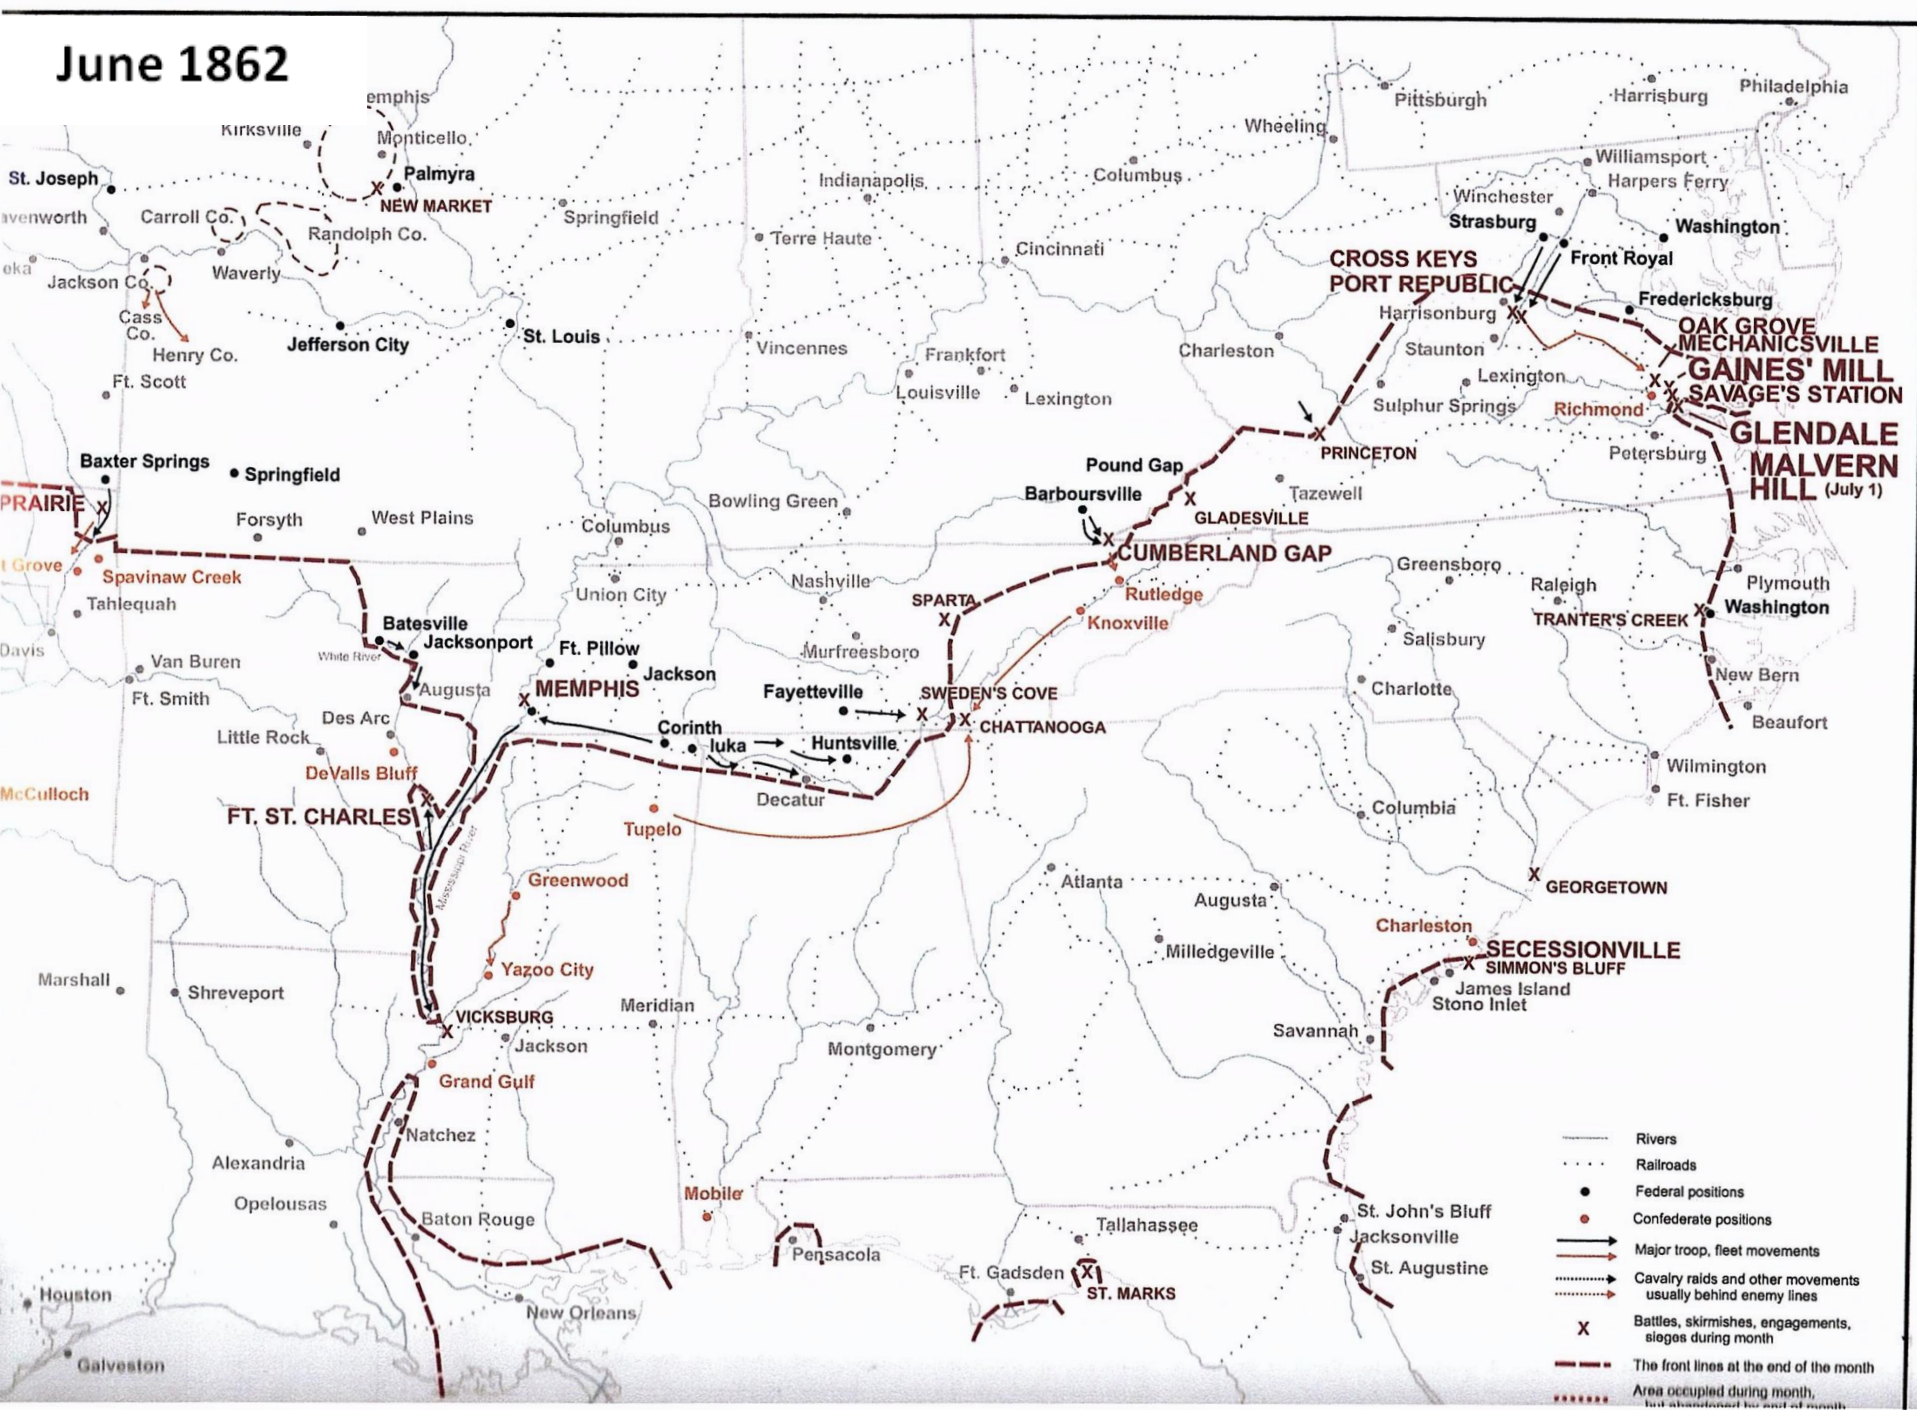 June 1862
emphis
Kirksville
Monticello
St. Joseph
Palmyra
NEW MARKET
avenworth
Carroll Co.
Randolph Co.
eka
Jackson Co.
Waverly
Cass
Co.
Henry Co.
Jefferson City
St. Louis
Springfield
Indianapolis
Terre Haute
Columbus
Cincinnati
Vincennes
Frankfort
Louisville
Lexington
Wheeling
Pittsburgh
Harrisburg
Philadelphia
Williamsport
Harpers Ferry
Winchester
Strasburg
Washington
Front Royal
CROSS KEYS
PORT REPUBLIC
Harrisonburg
Fredericksburg
Charleston
Staunton
OAK GROVE
MECHANICSVILLE
GAINES' MILL
SAVAGE'S STATION
Lexington
Sulphur Springs
Richmond
GLENDALE
MALVERN
HILL (July 1)
Petersburg
PRINCETON
Ft. Scott
Baxter Springs
Springfield
PRAIRIE
Forsyth
West Plains
t Grove
Spavinaw Creek
Tahlequah
Davis
Van Buren
Ft. Smith
Batesville
Jacksonport
White River
Augusta
Des Arc
Little Rock
DeValls Bluff
McCulloch
FT. ST. CHARLES
Mississippi River
Bowling Green
Columbus
Union City
Nashville
Murfreesboro
Ft. Pillow
Jackson
MEMPHIS
Fayetteville
Corinth
Iuka
Huntsville
Decatur
Tupelo
Pound Gap
Barboursville
Tazewell
GLADESVILLE
CUMBERLAND GAP
Rutledge
Knoxville
SPARTA
SWEDEN'S COVE
CHATTANOOGA
Greensboro
Raleigh
Plymouth
Washington
TRANTER'S CREEK
Salisbury
New Bern
Charlotte
Beaufort
Wilmington
Ft. Fisher
Columbia
GEORGETOWN
Atlanta
Augusta
Milledgeville
Charleston
SECESSIONVILLE
SIMMON'S BLUFF
James Island
Stono Inlet
Savannah
Greenwood
Yazoo City
Marshall
Shreveport
VICKSBURG
Jackson
Meridian
Montgomery
Grand Gulf
Natchez
Alexandria
Opelousas
Baton Rouge
Mobile
Pensacola
Tallahassee
Ft. Gadsden
ST. MARKS
St. John's Bluff
Jacksonville
St. Augustine
Houston
Galveston
New Orleans
Rivers
Railroads
Federal positions
Confederate positions
Major troop, fleet movements
Cavalry raids and other movements
usually behind enemy lines
X Battles, skirmishes, engagements,
sieges during month
The front lines at the end of the month
Area occupied during month,
but abandoned by end of month